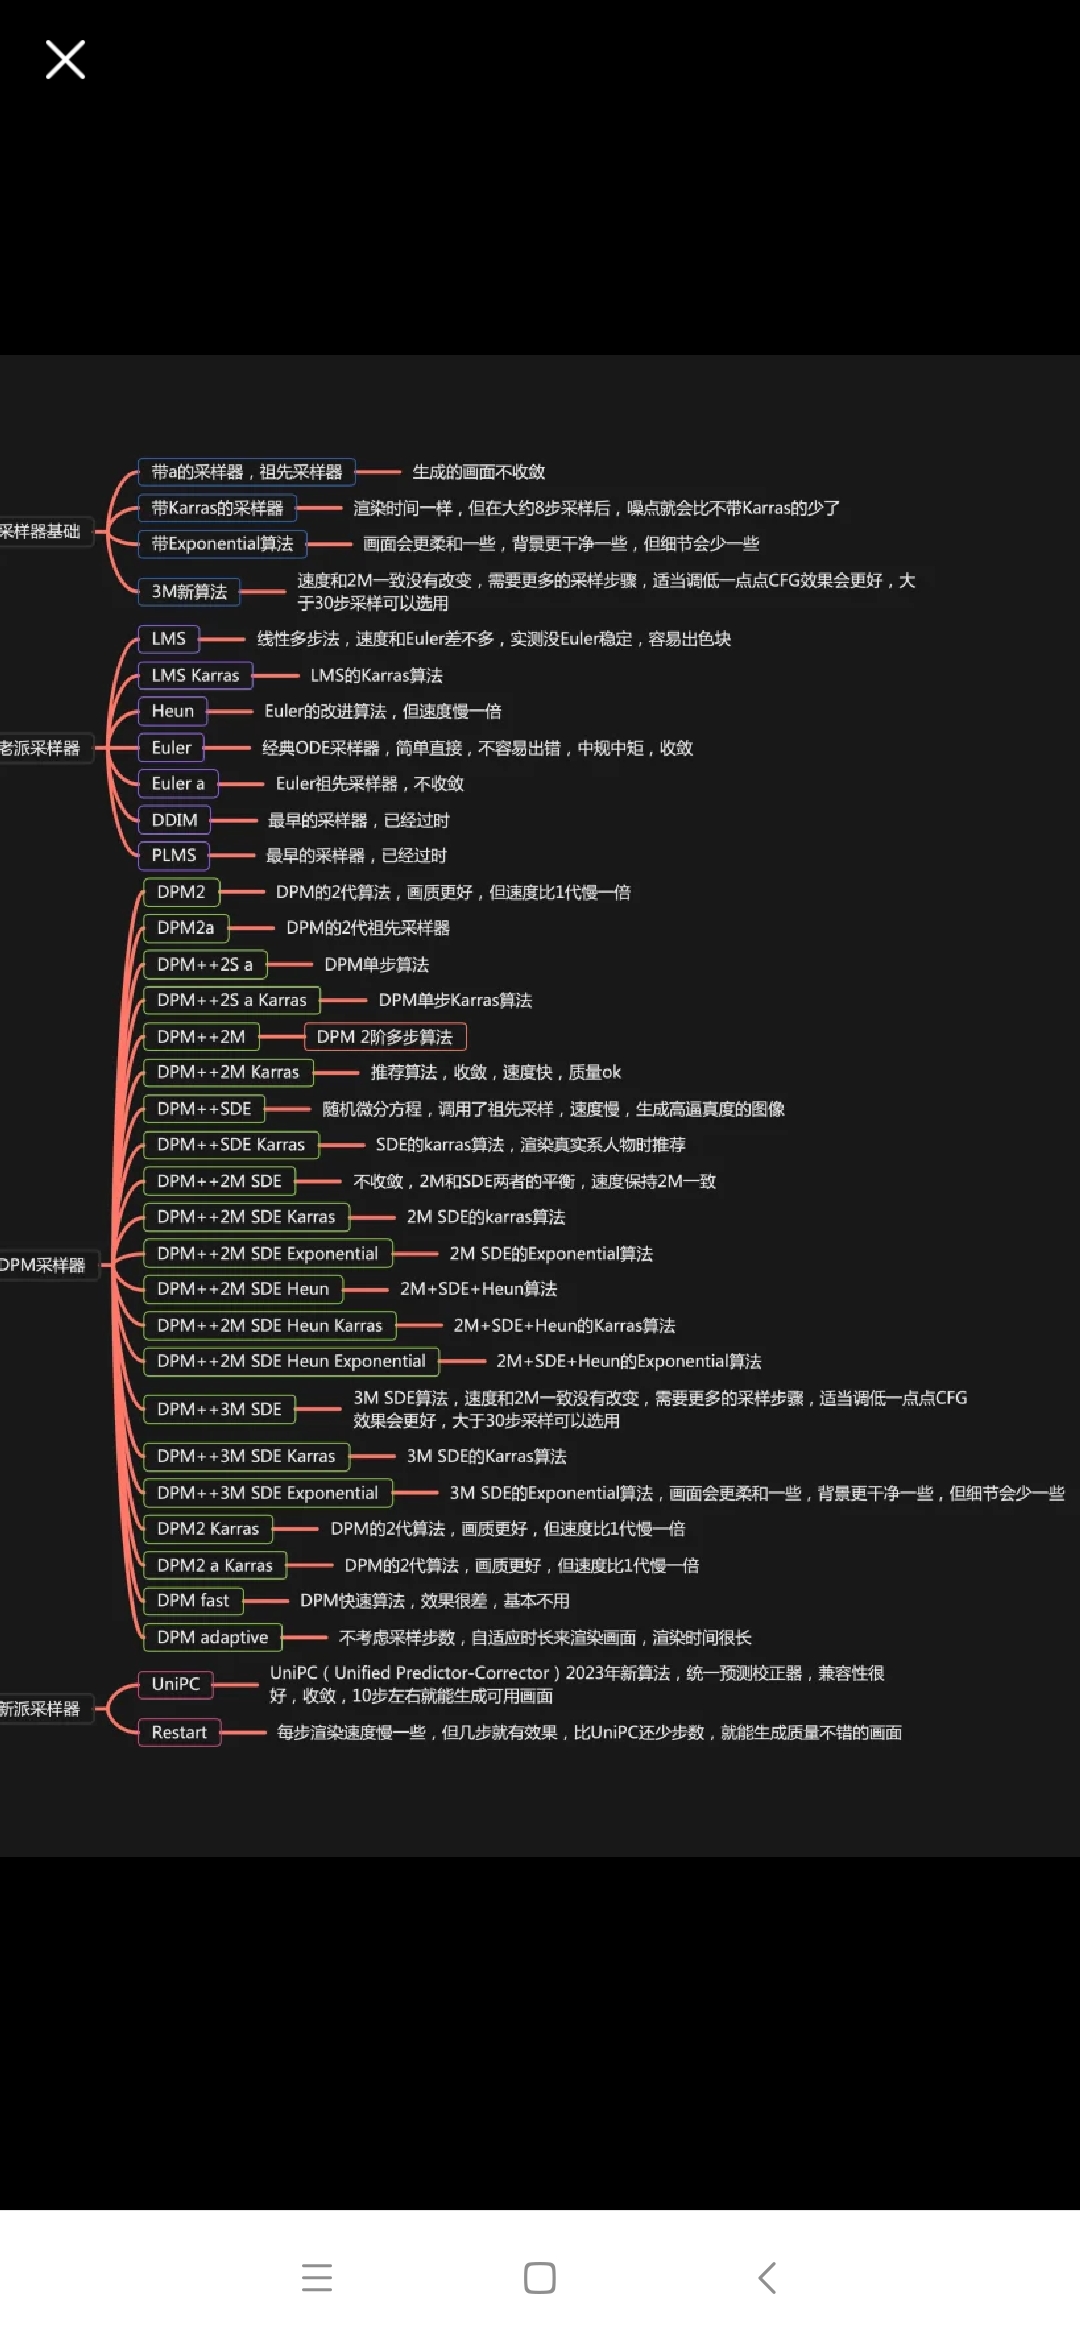 采样器基础
带a的采样器，祖先采样器
生成的画面不收敛
带Karras的采样器
渲染时间一样，但在大约8步采样后，噪点就会比不带Karras的少了
带Exponential算法
画面会更柔和一些，背景更干净一些，但细节会少一些
3M新算法
速度和2M一致没有改变，需要更多的采样步骤，适当调低一点点CFG效果会更好，大
于30步采样可以选用
老派采样器
LMS
线性多步法，速度和Euler差不多，实测没Euler稳定，容易出色块
LMS Karras
LMS的Karras算法
Heun
Euler的改进算法，但速度慢一倍
Euler
经典ODE采样器，简单直接，不容易出错，中规中矩，收敛
Euler a
Euler祖先采样器，不收敛
DDIM
最早的采样器，已经过时
PLMS
最早的采样器，已经过时
DPM采样器
DPM2
DPM的2代算法，画质更好，但速度比1代慢一倍
DPM2a
DPM的2代祖先采样器
DPM++2S a
DPM单步算法
DPM++2S a Karras
DPM单步Karras算法
DPM++2M
DPM 2阶多步算法
DPM++2M Karras
推荐算法，收敛，速度快，质量ok
DPM++SDE
随机微分方程，调用了祖先采样，速度慢，生成高逼真度的图像
DPM++SDE Karras
SDE的karras算法，渲染真实系人物时推荐
DPM++2M SDE
不收敛，2M和SDE两者的平衡，速度保持2M一致
DPM++2M SDE Karras
2M SDE的karras算法
DPM++2M SDE Exponential
2M SDE的Exponential算法
DPM++2M SDE Heun
2M+SDE+Heun算法
DPM++2M SDE Heun Karras
2M+SDE+Heun的Karras算法
DPM++2M SDE Heun Exponential
2M+SDE+Heun的Exponential算法
DPM++3M SDE
3M SDE算法，速度和2M一致没有改变，需要更多的采样步骤，适当调低一点点CFG
效果会更好，大于30步采样可以选用
DPM++3M SDE Karras
3M SDE的Karras算法
DPM++3M SDE Exponential
3M SDE的Exponential算法，画面会更柔和一些，背景更干净一些，但细节会少一些
DPM2 Karras
DPM的2代算法，画质更好，但速度比1代慢一倍
DPM2 a Karras
DPM的2代算法，画质更好，但速度比1代慢一倍
DPM fast
DPM快速算法，效果很差，基本不用
DPM adaptive
不考虑采样步数，自适应时长来渲染画面，渲染时间很长
新派采样器
UniPC
UniPC（Unified Predictor-Corrector）2023年新算法，统一预测校正器，兼容性很
好，收敛，10步左右就能生成可用画面
Restart
每步渲染速度慢一些，但几步就有效果，比UniPC还少步数，就能生成质量不错的画面